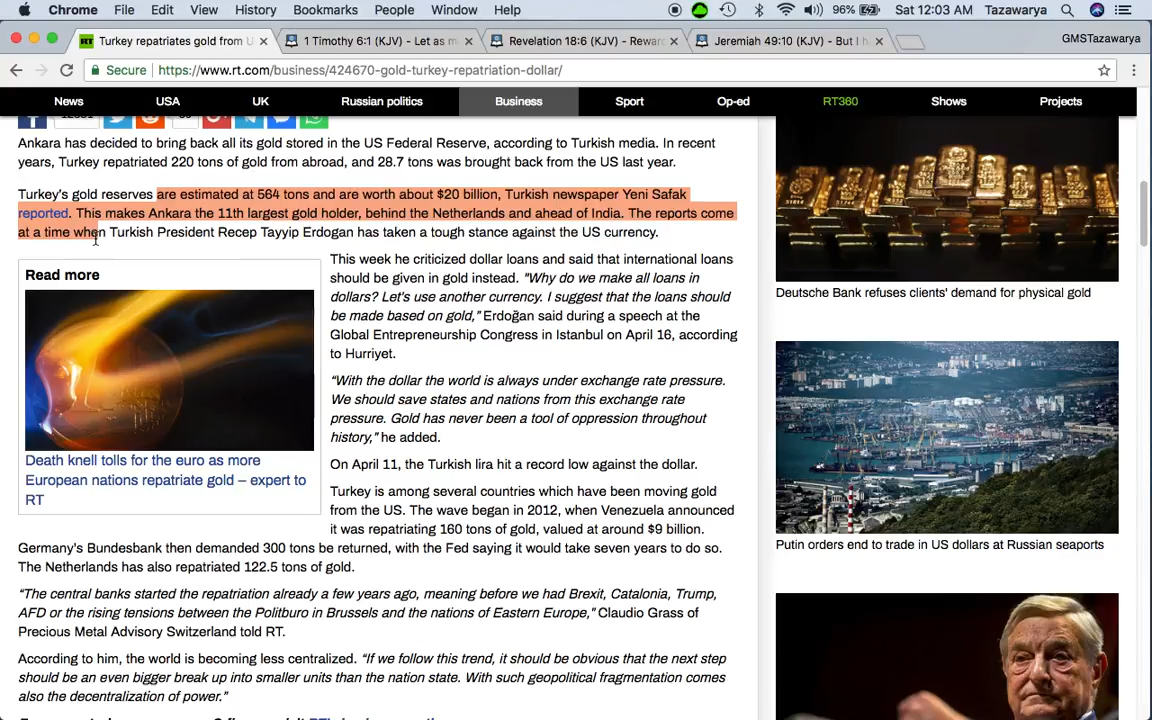 Chrome File Edit View History Bookmarks People Window Help 96% Sat 12:03 AM Tazawarya
Turkey repatriates gold from U
1 Timothy 6:1 (KJV) - Let as m
Revelation 18:6 (KJV) - Rewar
Jeremiah 49:10 (KJV) - But I h
GMSTazawarya
Secure https://www.rt.com/business/424670-gold-turkey-repatriation-dollar/
News USA UK Russian politics Business Sport Op-ed RT360 Shows Projects
Ankara has decided to bring back all its gold stored in the US Federal Reserve, according to Turkish media. In recent
years, Turkey repatriated 220 tons of gold from abroad, and 28.7 tons was brought back from the US last year.
Turkey's gold reserves are estimated at 564 tons and are worth about $20 billion, Turkish newspaper Yeni Safak
reported. This makes Ankara the 11th largest gold holder, behind the Netherlands and ahead of India. The reports come
at a time when Turkish President Recep Tayyip Erdogan has taken a tough stance against the US currency.
Read more
Death knell tolls for the euro as more
European nations repatriate gold – expert to
RT
This week he criticized dollar loans and said that international loans
should be given in gold instead. "Why do we make all loans in
dollars? Let's use another currency. I suggest that the loans should
be made based on gold," Erdoğan said during a speech at the
Global Entrepreneurship Congress in Istanbul on April 16, according
to Hurriyet.
"With the dollar the world is always under exchange rate pressure.
We should save states and nations from this exchange rate
pressure. Gold has never been a tool of oppression throughout
history," he added.
On April 11, the Turkish lira hit a record low against the dollar.
Turkey is among several countries which have been moving gold
from the US. The wave began in 2012, when Venezuela announced
it was repatriating 160 tons of gold, valued at around $9 billion.
Germany's Bundesbank then demanded 300 tons be returned, with the Fed saying it would take seven years to do so.
The Netherlands has also repatriated 122.5 tons of gold.
"The central banks started the repatriation already a few years ago, meaning before we had Brexit, Catalonia, Trump,
AFD or the rising tensions between the Politburo in Brussels and the nations of Eastern Europe," Claudio Grass of
Precious Metal Advisory Switzerland told RT.
According to him, the world is becoming less centralized. "If we follow this trend, it should be obvious that the next step
should be an even bigger break up into smaller units than the nation state. With such geopolitical fragmentation comes
also the decentralization of power."
Deutsche Bank refuses clients' demand for physical gold
Putin orders end to trade in US dollars at Russian seaports